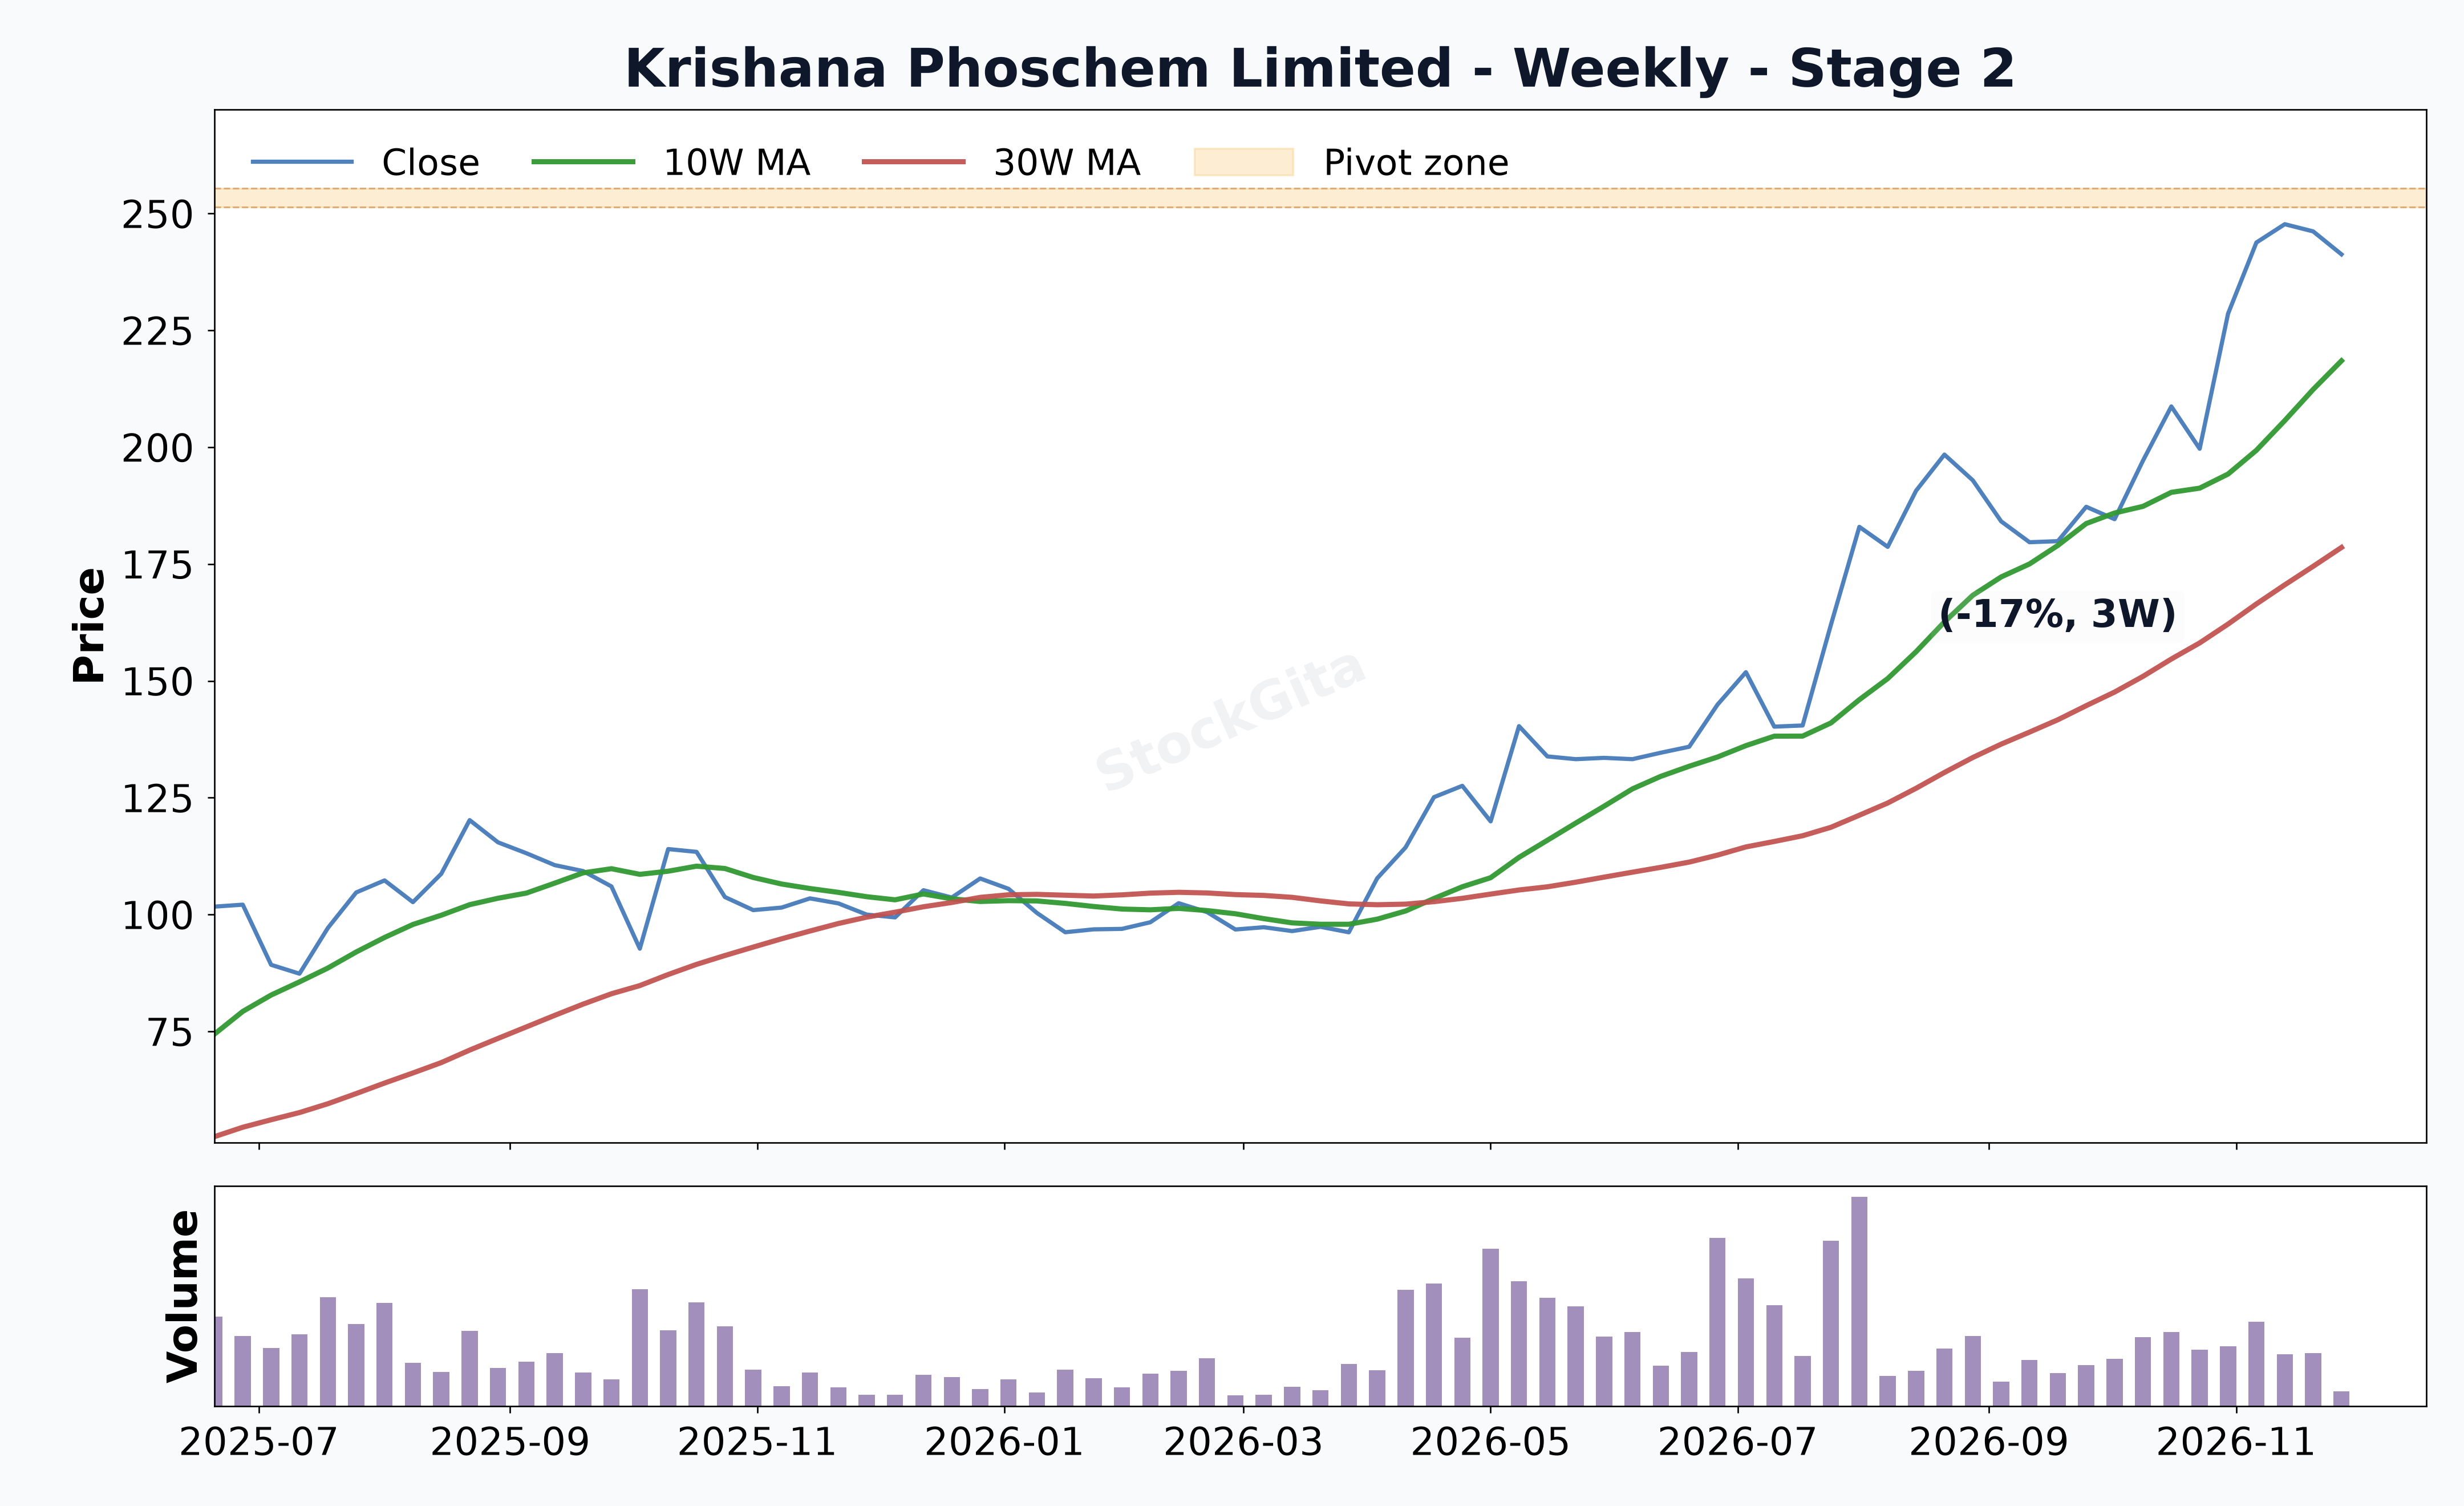 Krishana Phoschem Limited - Weekly - Stage 2
Close 10W MA 30W MA Pivot zone
250
225
200
175
150
125
100
75
Price
(-17%, 3W)
StockGita
Volume
2025-07 2025-09 2025-11 2026-01 2026-03 2026-05 2026-07 2026-09 2026-11